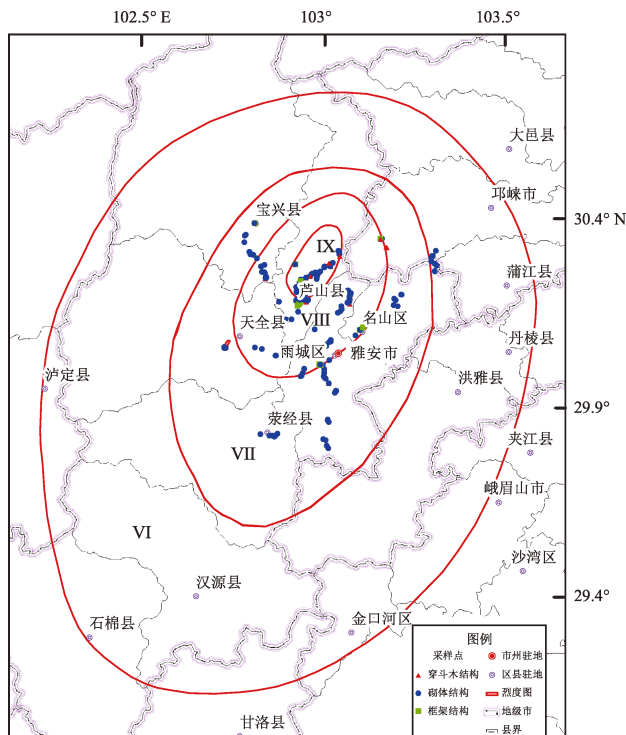 102.5° E
103°
103.5°
大邑县
邛崃市
30.4° N
宝兴县
IX
蒲江县
芦山县
名山区
天全县
VIII
丹棱县
雨城区
雅安市
泸定县
洪雅县
29.9°
荥经县
夹江县
VII
峨眉山市
VI
沙湾区
汉源县
29.4°
石棉县
金口河区
图例
采样点
市州驻地
穿斗木结构
区县驻地
砌体结构
烈度图
框架结构
地级市
县界
甘洛县